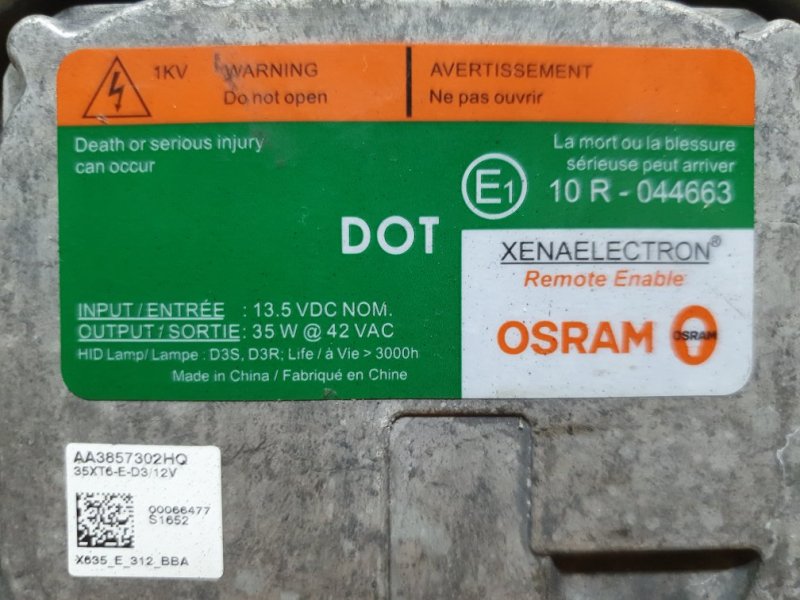 1KV WARNING
Do not open
AVERTISSEMENT
Ne pas ouvrir
Death or serious injury
can occur
La mort ou la blessure
sérieuse peut arriver
E1 10 R - 044663
DOT
XENAELECTRON®
Remote Enable
OSRAM OSRAM
INPUT / ENTRÉE : 13.5 VDC NOM.
OUTPUT / SORTIE: 35 W @ 42 VAC
HID Lamp/ Lampe : D3S, D3R; Life / à Vie > 3000h
Made in China / Fabriqué en Chine
AA3857302HQ
35XT6-E-D3/12V
00066477
S1652
X635_E_312_BBA